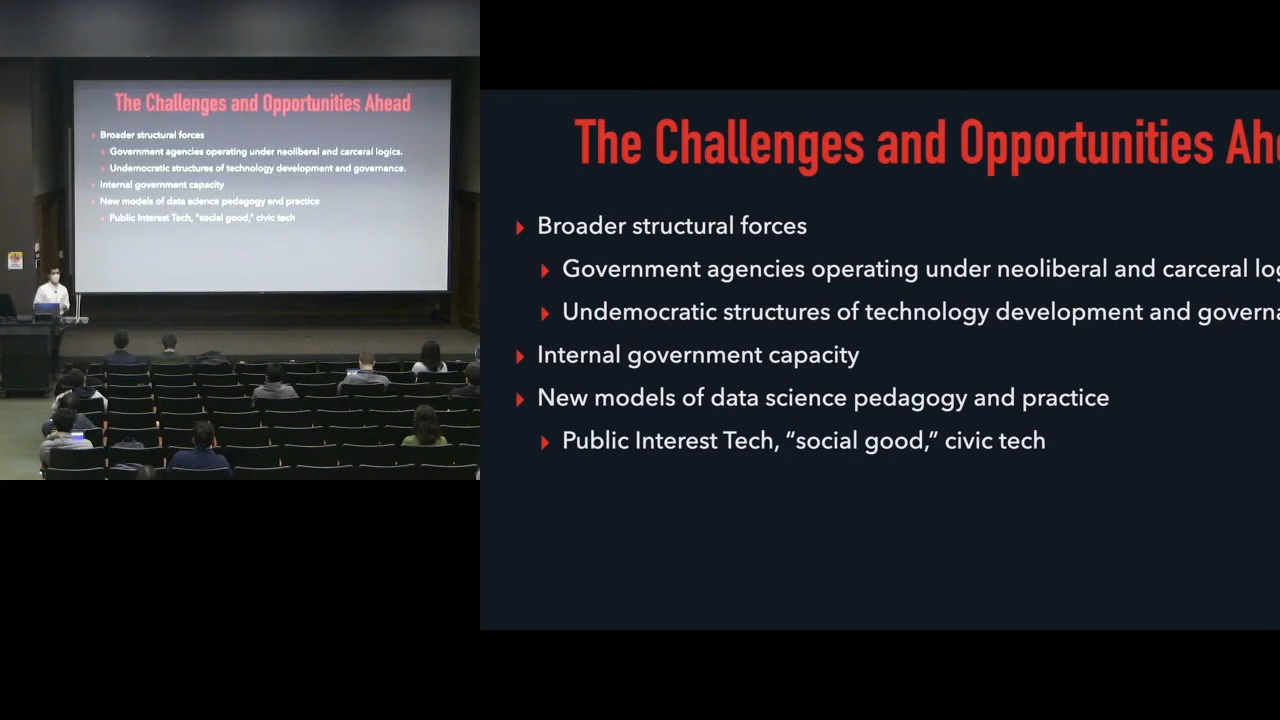 The Challenges and Opportunities Ahead
Broader structural forces
Government agencies operating under neoliberal and carceral logics.
Undemocratic structures of technology development and governance.
Internal government capacity
New models of data science pedagogy and practice
Public Interest Tech, "social good," civic tech
The Challenges and Opportunities Ah
Broader structural forces
Government agencies operating under neoliberal and carceral log
Undemocratic structures of technology development and governa
Internal government capacity
New models of data science pedagogy and practice
Public Interest Tech, “social good,” civic tech